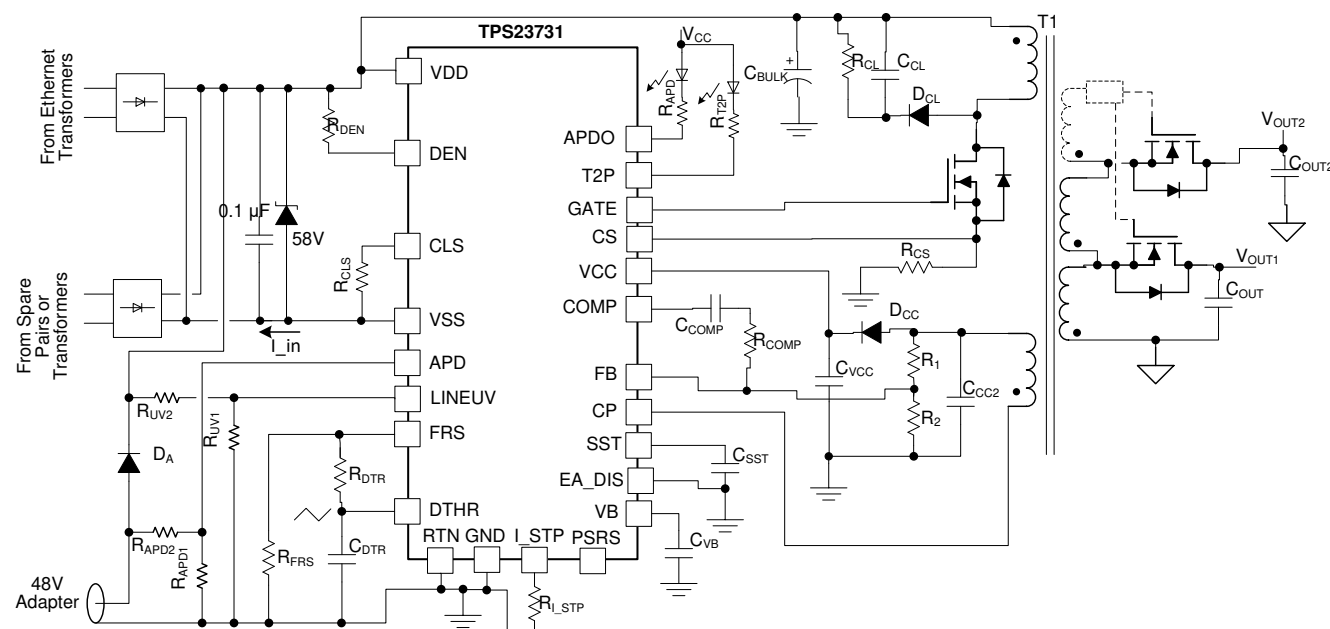 TPS23731
T1
VCC
VDD
CBULK
RCL
CCL
From Ethernet
Transformers
RDEN
RAPD
RT2P
DCL
APDO
DEN
T2P
VOUT2
COUT2
GATE
0.1 µF
58V
CLS
CS
RCS
RCLS
VCC
VOUT1
COUT
From Spare
Pairs or
Transformers
COMP
VSS
CCOMP
DCC
RCOMP
I_in
APD
R1
FB
CVCC
CCC2
LINEUV
RUV2
RUV1
CP
R2
FRS
SST
DA
CSST
RDTR
EA_DIS
DTHR
VB
RTN
GND
I_STP
PSRS
RAPD2
RAPD1
RFRS
CDTR
CVB
48V
Adapter
RI_STP